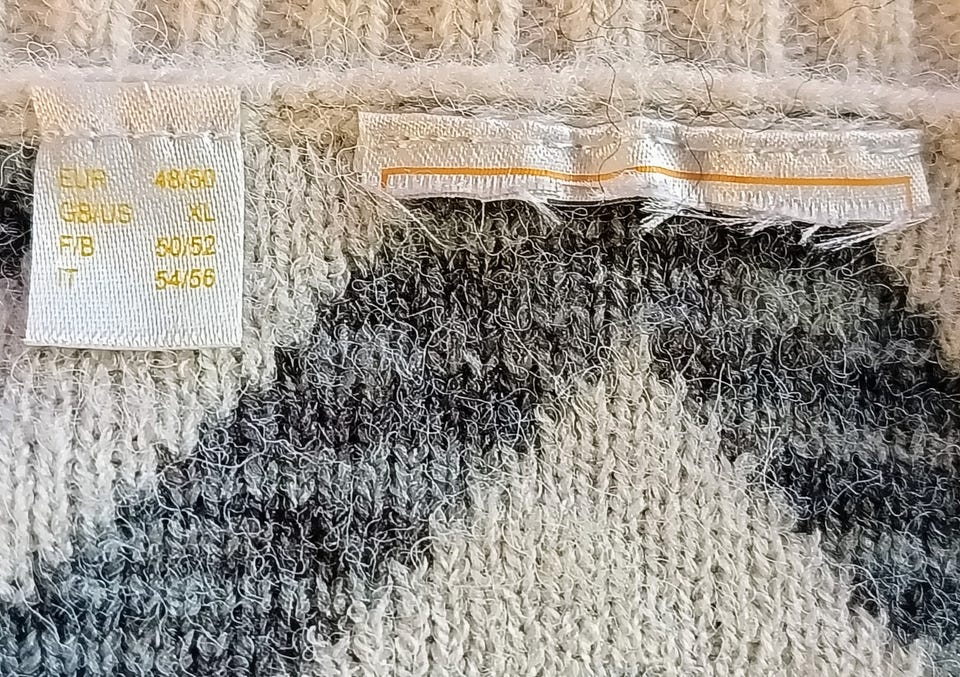 EUR 48/50
GB/US XL
F/B 50/52
IT 54/56